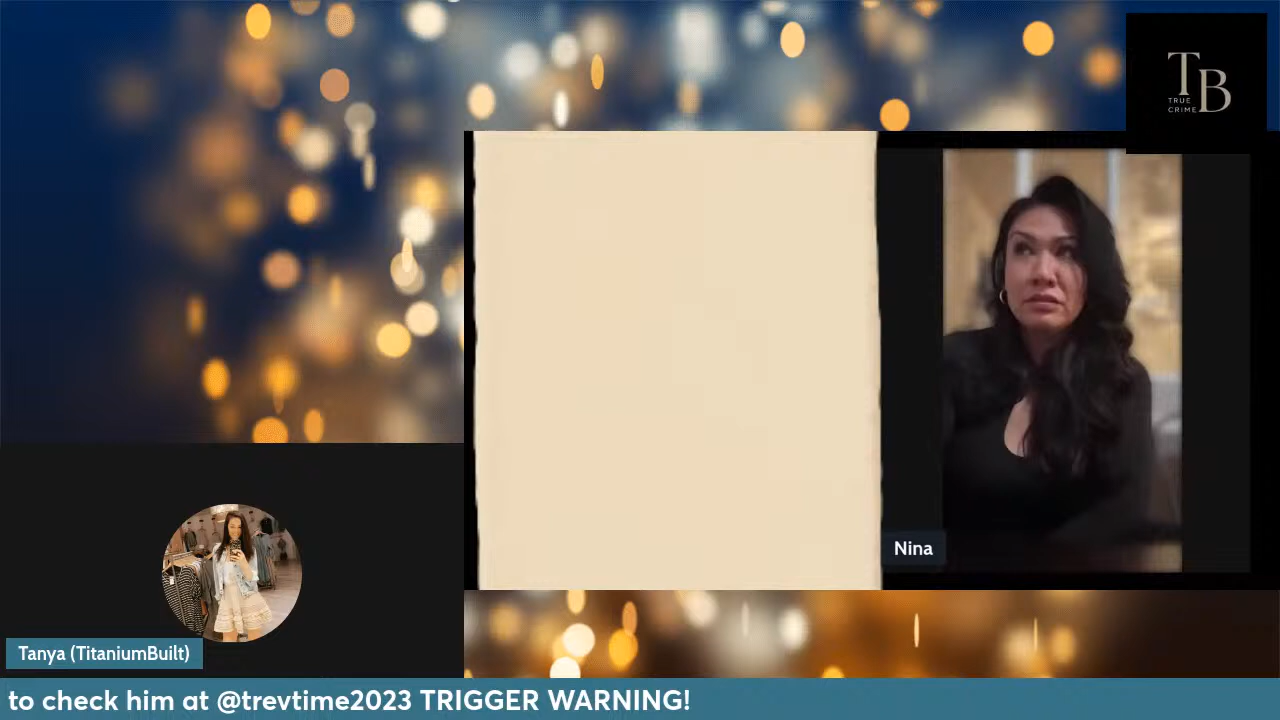 TB
TRUE
CRIME
Nina
Tanya (TitaniumBuilt)
to check him at @trevtime2023 TRIGGER WARNING!